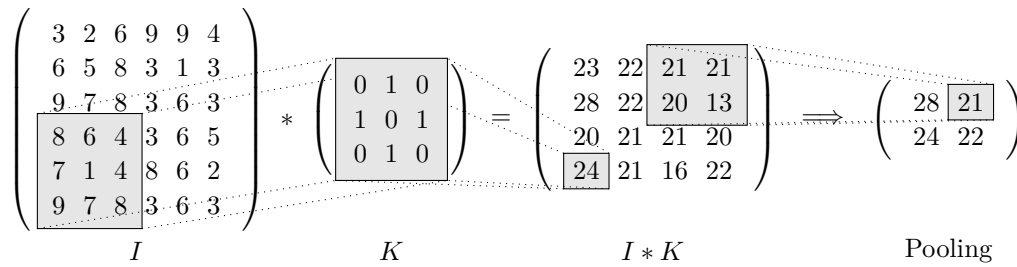 3 2 6 9 9 4
6 5 8 3 1 3
9 7 8 3 6 3
8 6 4 3 6 5
7 1 4 8 6 2
9 7 8 3 6 3
I
*
0 1 0
1 0 1
0 1 0
K
=
23 22 21 21
28 22 20 13
20 21 21 20
24 21 16 22
I * K
⟹
28 21
24 22
Pooling